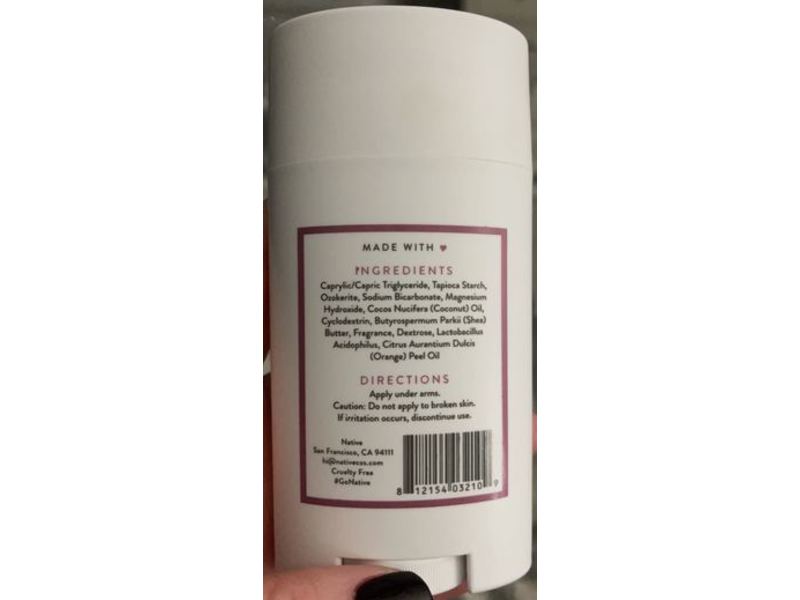 MADE WITH ♥
INGREDIENTS
Caprylic/Capric Triglyceride, Tapioca Starch,
Ozokerite, Sodium Bicarbonate, Magnesium
Hydroxide, Cocos Nucifera (Coconut) Oil,
Cyclodextrin, Butyrospermum Parkii (Shea)
Butter, Fragrance, Dextrose, Lactobacillus
Acidophilus, Citrus Aurantium Dulcis
(Orange) Peel Oil
DIRECTIONS
Apply under arms.
Caution: Do not apply to broken skin.
If irritation occurs, discontinue use.
Native
San Francisco, CA 94111
hi@nativecos.com
Cruelty Free
#GoNative
8 12154 03210 9